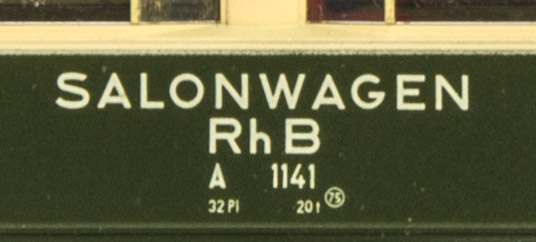 SALONWAGEN
RhB
A 1141
32 Pl 20 t 75